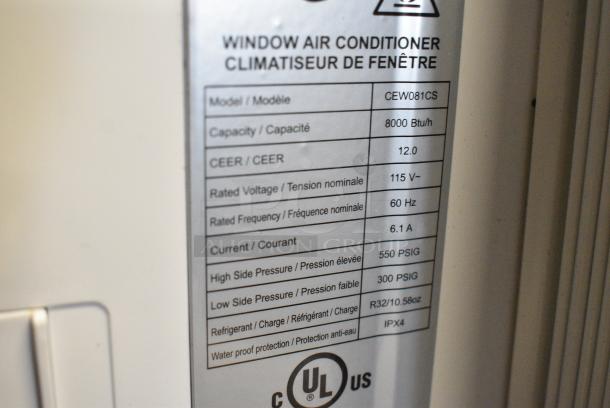 WINDOW AIR CONDITIONER
CLIMATISEUR DE FENÊTRE
Model / Modèle CEW081CS
Capacity / Capacité 8000 Btu/h
CEER / CEER 12.0
Rated Voltage / Tension nominale 115 V~
Rated Frequency / Fréquence nominale 60 Hz
Current / Courant 6.1 A
High Side Pressure / Pression élevée 550 PSIG
Low Side Pressure / Pression faible 300 PSIG
Refrigerant / Charge / Réfrigérant / Charge R32/10.58oz
Water proof protection / Protection anti-eau IPX4
AUCTION GROUP
C UL ® US